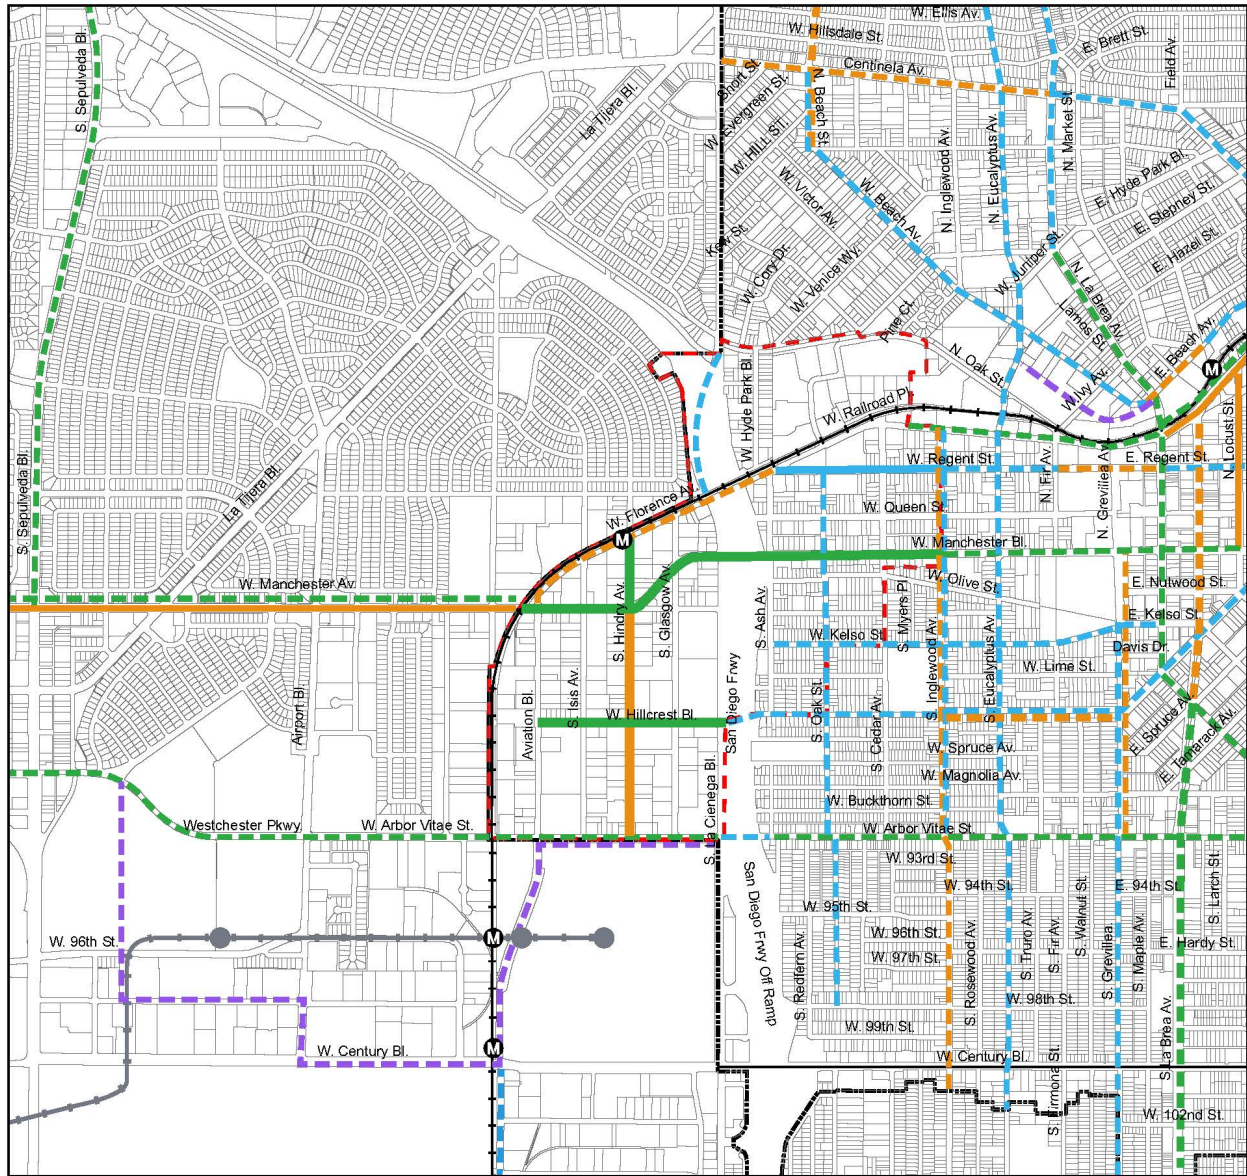 W. Ellis Av.
W. Hillsdale St.
E. Brett St.
Field Av.
Centinela Av.
S. Sepulveda Bl.
Short St.
W. Evergreen St.
W. HILL ST.
La Tijera Bl.
N. Beach St.
N. Inglewood Av.
N. Eucalyptus Av.
N. Market St.
E. Hyde Park Bl.
E. Stepney St.
E. Hazel St.
W. Victor Av.
W. Beach Av.
Kew St.
W. Cory Dr.
W. Venice Wy.
W. Juniper St.
N. La Brea Av.
Lamos St.
Pine Ct.
E. Beach Av.
M
N. Oak St.
W. Ivy Av.
W. Hyde Park Bl.
W. Railroad Pl.
N. Locust St.
W. Regent St.
E. Regent St.
N. Fir Av.
N. Grevillea Av.
S. Sepulveda Bl.
La Tijera Bl.
W. Florence Av.
W. Queen St.
M
W. Manchester Bl.
W. Manchester Av.
W. Olive St.
E. Nutwood St.
E. Kelso St.
S. Hindry Av.
S. Glasgow Av.
S. Ash Av.
W. Kelso St.
S. Myers Pl.
Davis Dr.
W. Lime St.
S. Inglewood Av.
S. Eucalyptus Av.
Airport Bl.
Aviation Bl.
S. Isis Av.
W. Hillcrest Bl.
San Diego Frwy
S. Oak St.
S. Cedar Av.
W. Spruce Av.
E. Spruce Av.
E. Tamarack Av.
W. Magnolia Av.
W. Buckthorn St.
Westchester Pkwy.
W. Arbor Vitae St.
S. La Cienega Bl.
W. Arbor Vitae St.
W. 93rd St.
W. 94th St.
E. 94th St.
San Diego Frwy Off Ramp
W. 95th St.
S. Larch St.
W. 96th St.
M
W. 96th St.
W. 97th St.
E. Hardy St.
S. Redfern Av.
S. Rosewood Av.
S. Truro Av.
S. Fir Av.
S. Walnut St.
S. Grevillea
S. Maple Av.
W. 98th St.
W. 99th St.
W. Century Bl.
M
W. Century Bl.
S. Firmona St.
S. La Brea Av.
W. 102nd St.